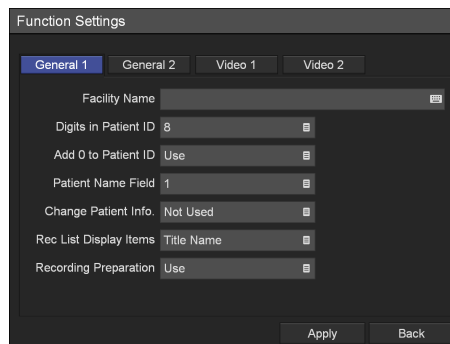 Function Settings
General 1 General 2 Video 1 Video 2
Facility Name
Digits in Patient ID 8
Add 0 to Patient ID Use
Patient Name Field 1
Change Patient Info. Not Used
Rec List Display Items Title Name
Recording Preparation Use
Apply Back